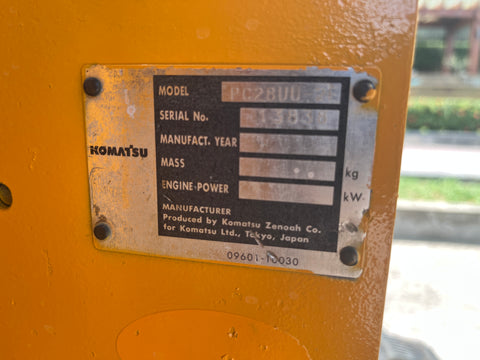 MODEL PC28UU
SERIAL No.
MANUFACT. YEAR
KOMATSU
MASS kg
ENGINE-POWER kW
MANUFACTURER
Produced by Komatsu Zenoah Co.
for Komatsu Ltd., Tokyo, Japan
09601-10030